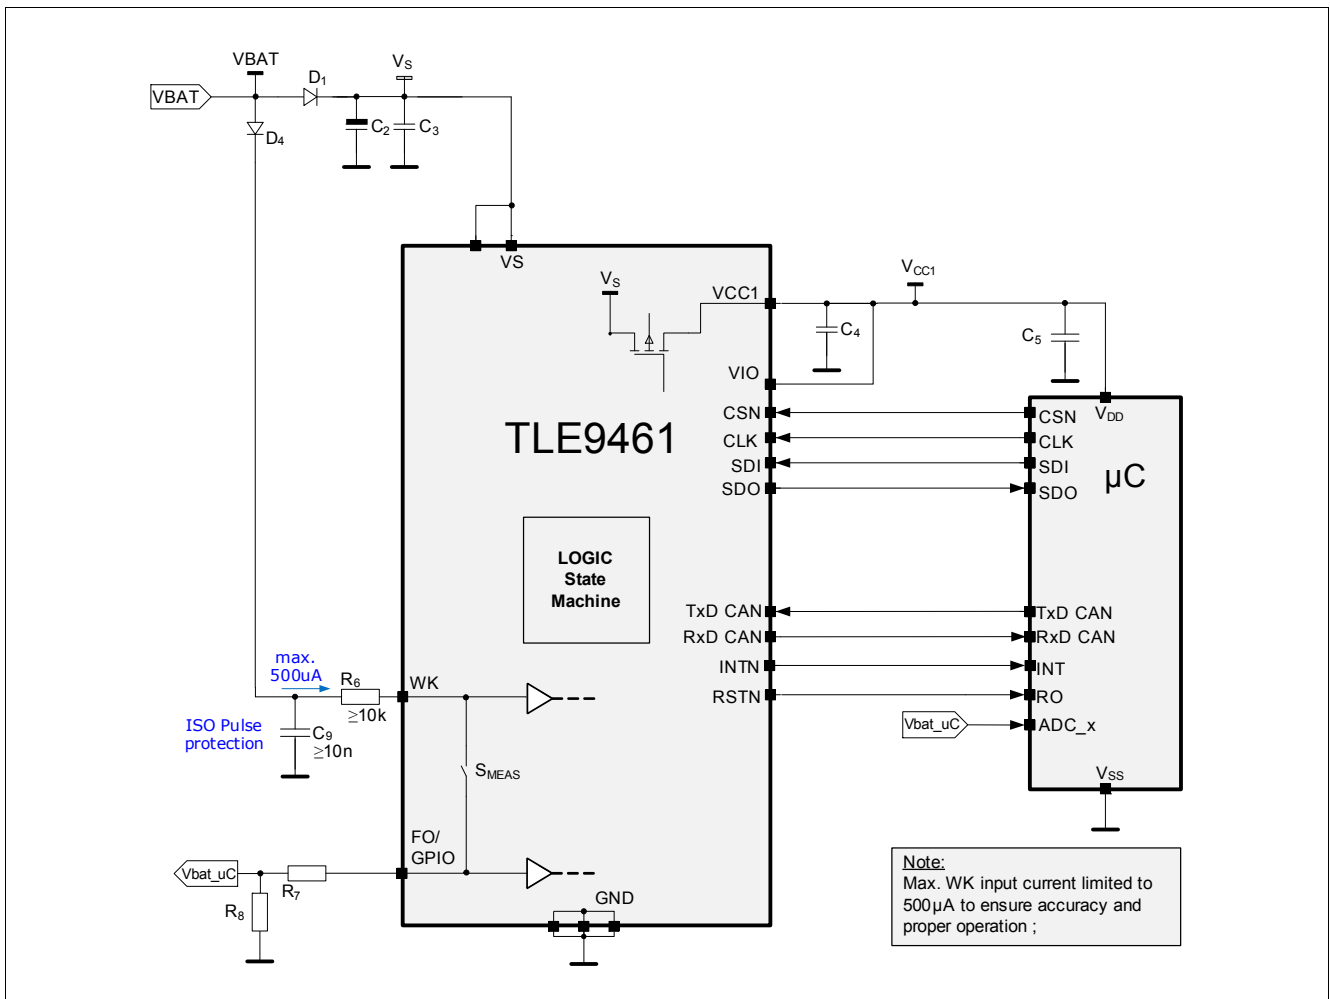 VBAT
VS
VBAT
D1
C2
C3
D4
VS
VS
VCC1
VCC1
C4
C5
VIO
CSN
CLK
SDI
SDO
TLE9461
CSN
VDD
CLK
SDI
SDO
µC
LOGIC
State
Machine
TxD CAN
RxD CAN
INTN
RSTN
TxD CAN
RxD CAN
INT
RO
Vbat_uC
ADC_x
VSS
max.
500uA
R6
≥10k
WK
ISO Pulse
protection
C9
≥10n
SMEAS
FO/
GPIO
Vbat_uC
R7
R8
GND
Note:
Max. WK input current limited to
500µA to ensure accuracy and
proper operation ;